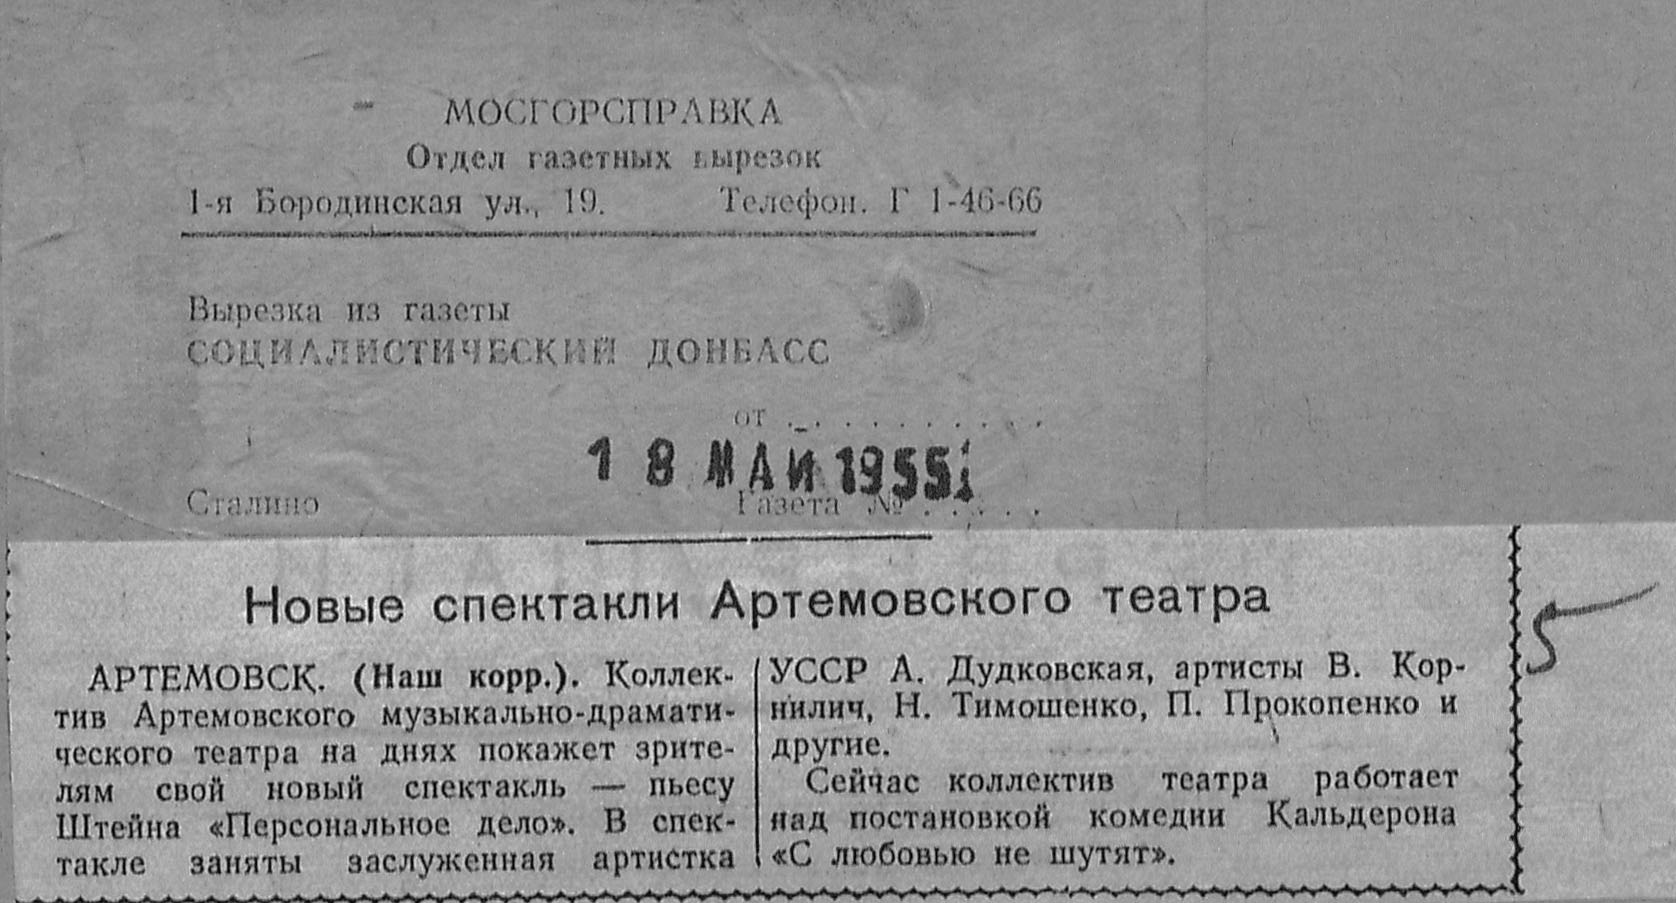 МОСГОРСПРАВКА
Отдел газетных вырезок
1-я Бородинская ул., 19. Телефон. Г 1-46-66
Вырезка из газеты
СОЦИАЛИСТИЧЕСКИЙ ДОНБАСС
от . . . . . . . . . .
18 МАЙ 1955
Сталино Газета № . . . . . .
Новые спектакли Артемовского театра
АРТЕМОВСК. (Наш корр.). Коллек-
тив Артемовского музыкально-драмати-
ческого театра на днях покажет зрите-
лям свой новый спектакль — пьесу
Штейна «Персональное дело». В спек-
такле заняты заслуженная артистка
УССР А. Дудковская, артисты В. Кор-
нилич, Н. Тимошенко, П. Прокопенко и
другие.
Сейчас коллектив театра работает
над постановкой комедии Кальдерона
«С любовью не шутят».
5